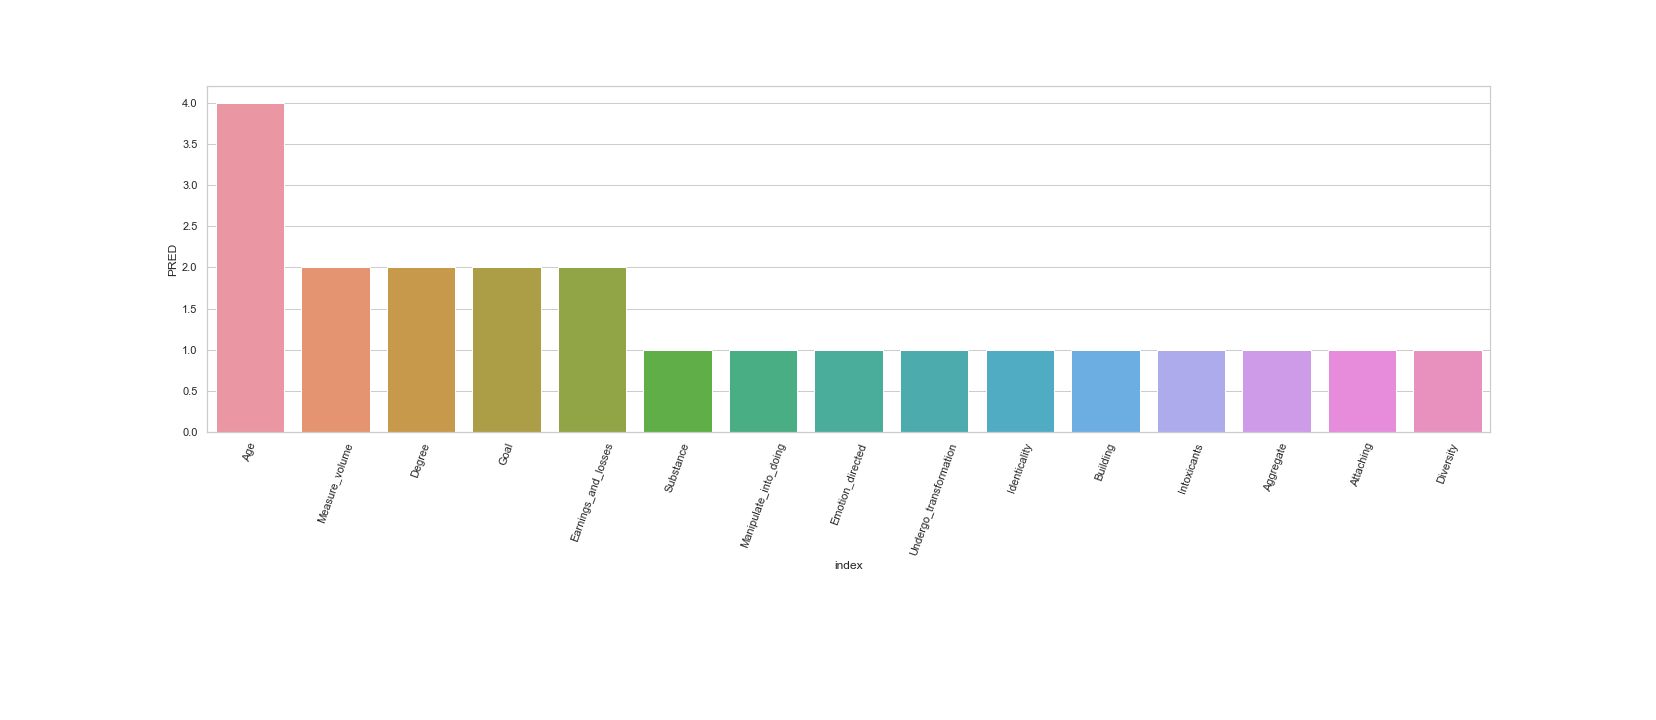 4.0
3.5
3.0
2.5
2.0
1.5
1.0
0.5
0.0
PRED
Age
Measure_volume
Degree
Goal
Earnings_and_losses
Substance
Manipulate_into_doing
Emotion_directed
Undergo_transformation
Identicality
Building
Intoxicants
Aggregate
Attaching
Diversity
index